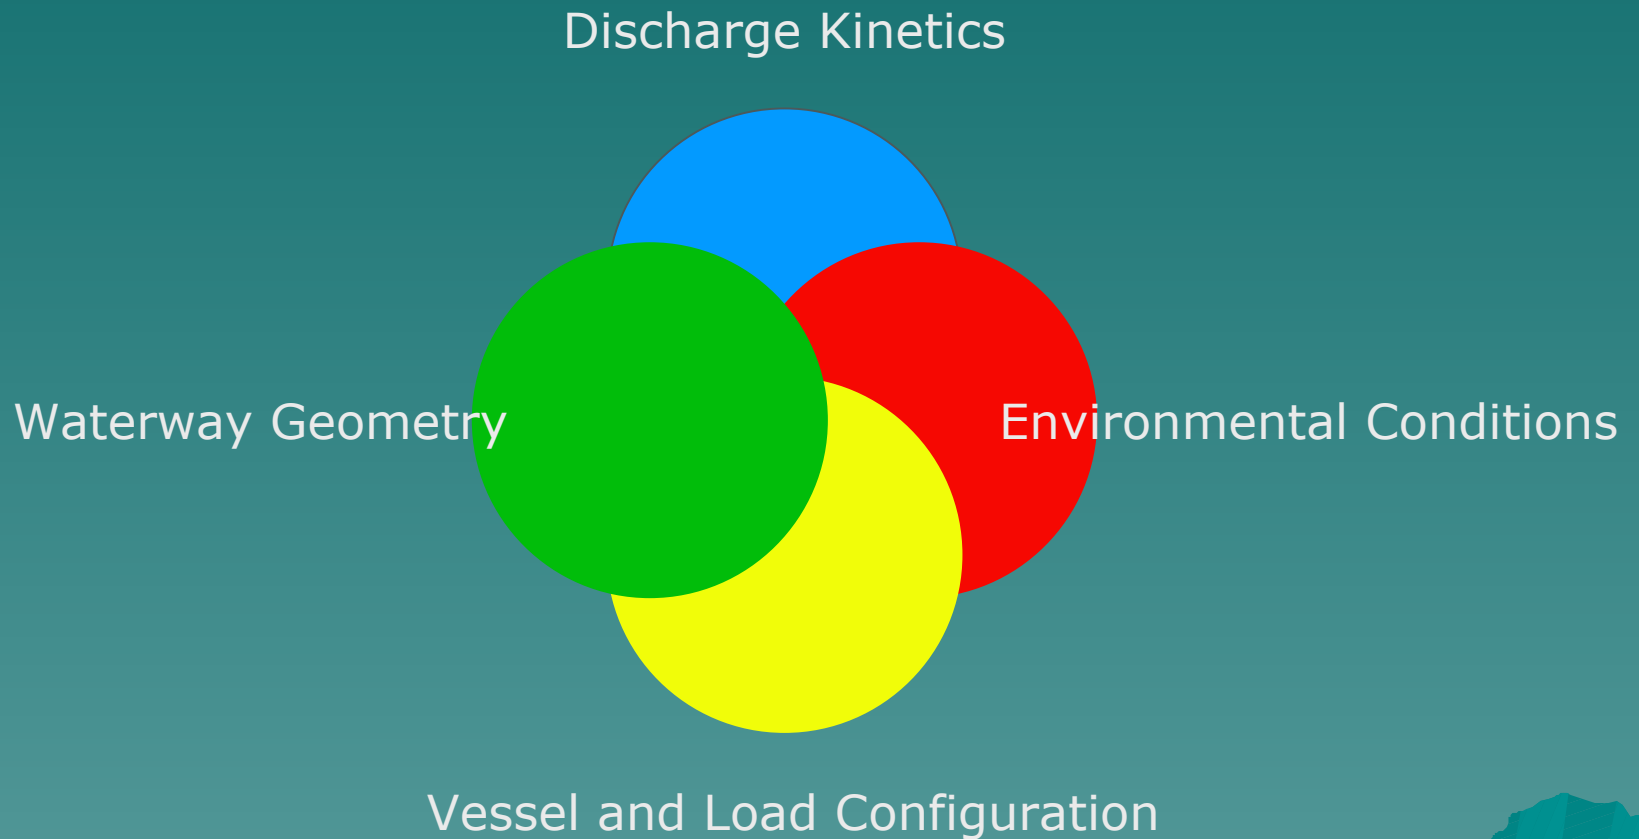 Discharge Kinetics
Waterway Geometry
Environmental Conditions
Vessel and Load Configuration